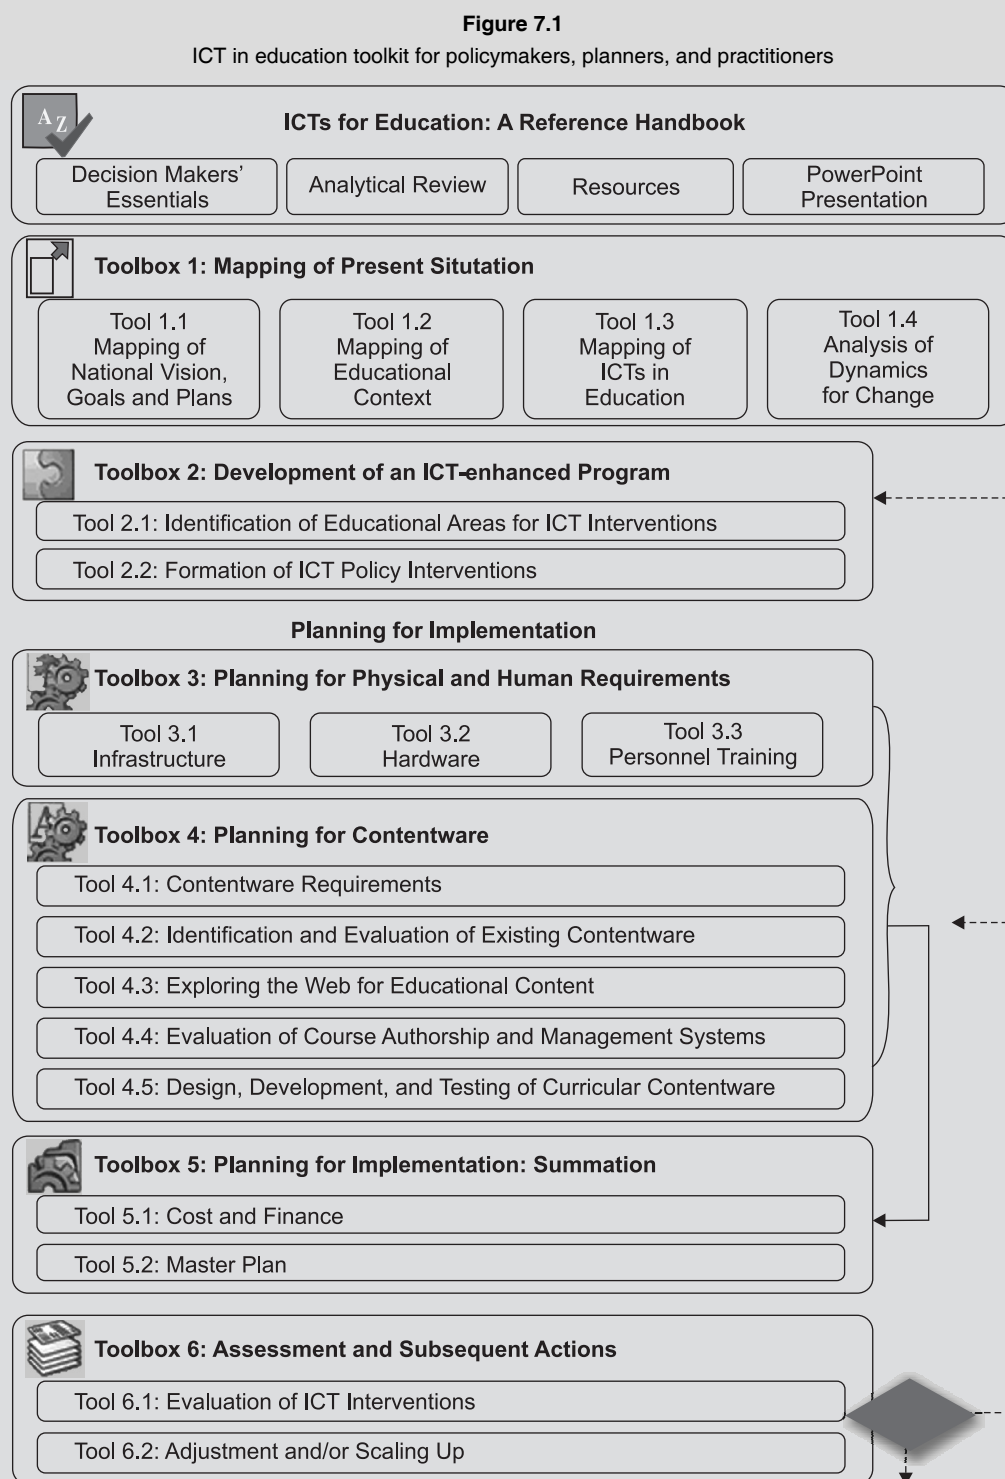 Figure 7.1
ICT in education toolkit for policymakers, planners, and practitioners
A Z
ICTs for Education: A Reference Handbook
Decision Makers'
Essentials
Analytical Review
Resources
PowerPoint
Presentation
Toolbox 1: Mapping of Present Situtation
Tool 1.1
Mapping of
National Vision,
Goals and Plans
Tool 1.2
Mapping of
Educational
Context
Tool 1.3
Mapping of
ICTs in
Education
Tool 1.4
Analysis of
Dynamics
for Change
Toolbox 2: Development of an ICT-enhanced Program
Tool 2.1: Identification of Educational Areas for ICT Interventions
Tool 2.2: Formation of ICT Policy Interventions
Planning for Implementation
Toolbox 3: Planning for Physical and Human Requirements
Tool 3.1
Infrastructure
Tool 3.2
Hardware
Tool 3.3
Personnel Training
A
Toolbox 4: Planning for Contentware
Tool 4.1: Contentware Requirements
Tool 4.2: Identification and Evaluation of Existing Contentware
Tool 4.3: Exploring the Web for Educational Content
Tool 4.4: Evaluation of Course Authorship and Management Systems
Tool 4.5: Design, Development, and Testing of Curricular Contentware
Toolbox 5: Planning for Implementation: Summation
Tool 5.1: Cost and Finance
Tool 5.2: Master Plan
Toolbox 6: Assessment and Subsequent Actions
Tool 6.1: Evaluation of ICT Interventions
Tool 6.2: Adjustment and/or Scaling Up